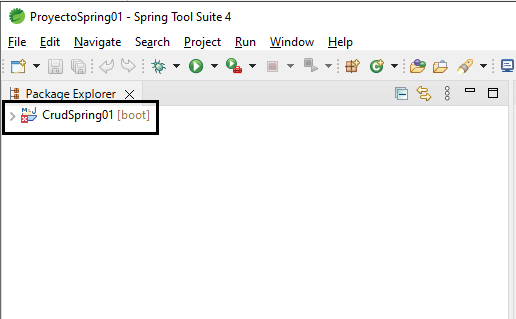 ProyectoSpring01 - Spring Tool Suite 4
File Edit Navigate Search Project Run Window Help
Package Explorer
CrudSpring01 [boot]